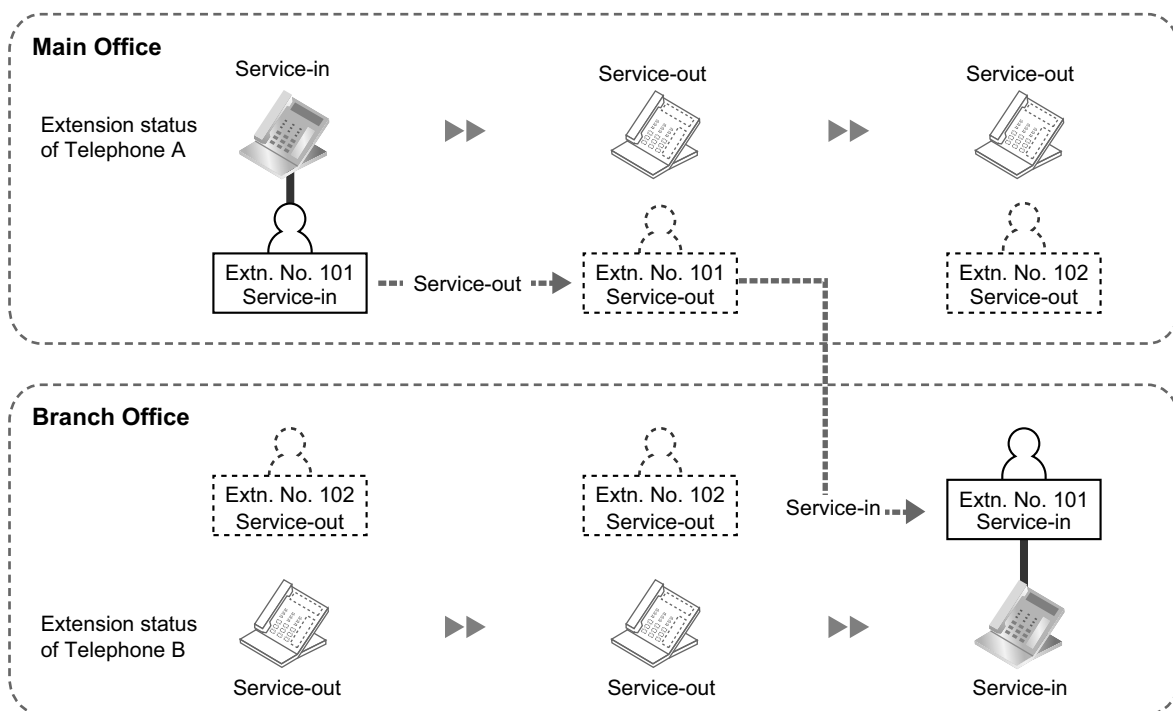 Main Office
Service-in
Service-out
Service-out
Extension status
of Telephone A
Extn. No. 101
Service-in
Service-out
Extn. No. 101
Service-out
Extn. No. 102
Service-out
Branch Office
Extn. No. 102
Service-out
Extn. No. 102
Service-out
Service-in
Extn. No. 101
Service-in
Extension status
of Telephone B
Service-out
Service-out
Service-in